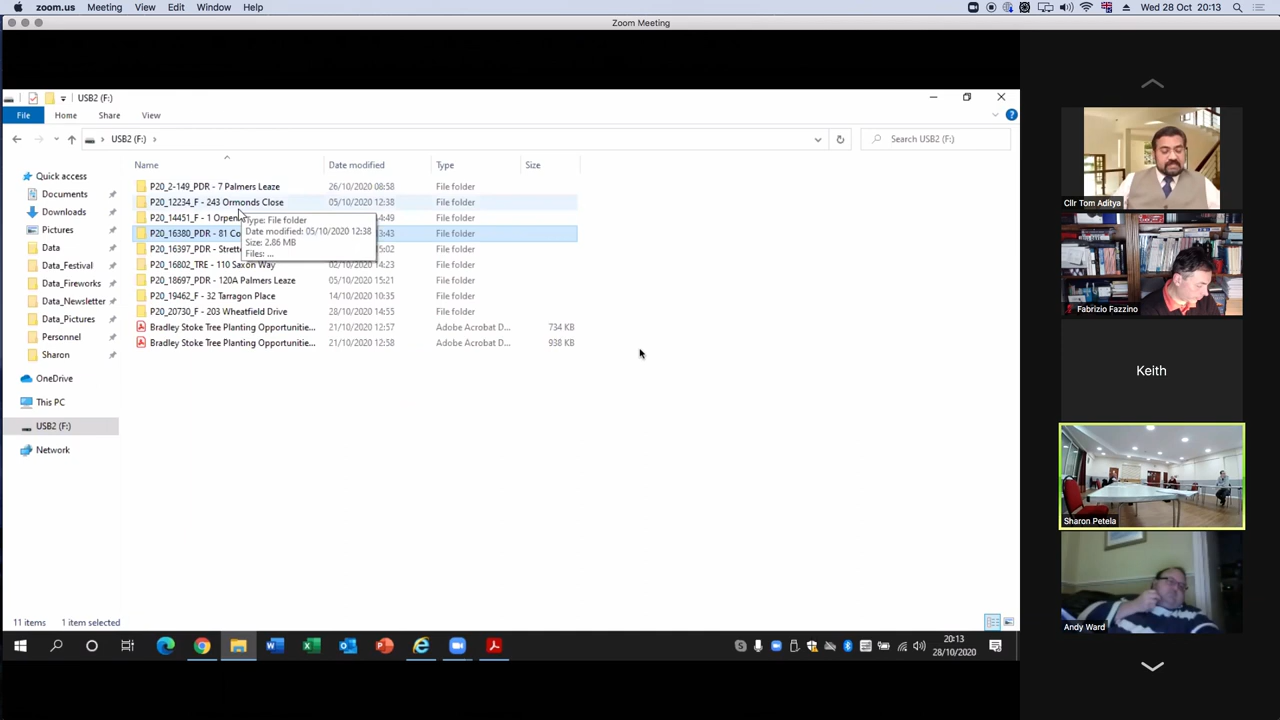 zoom.us Meeting View Edit Window Help Wed 28 Oct 20:13
Zoom Meeting
USB2 (F:)
File Home Share View
USB2 (F:) Search USB2 (F:)
Name Date modified Type Size
Quick access
Documents
Downloads
Pictures
Data
Data_Festival
Data_Fireworks
Data_Newsletter
Data_Pictures
Personnel
Sharon
OneDrive
This PC
USB2 (F:)
Network
P20_2-149_PDR - 7 Palmers Leaze 26/10/2020 08:58 File folder
P20_12234_F - 243 Ormonds Close 05/10/2020 12:38 File folder
P20_14451_F - 1 Orpen 4:49 File folder
P20_16380_PDR - 81 Co 3:43 File folder
P20_16397_PDR - Strett 5:02 File folder
P20_16802_TRE - 110 Saxon Way 02/10/2020 14:23 File folder
P20_18697_PDR - 120A Palmers Leaze 05/10/2020 15:21 File folder
P20_19462_F - 32 Tarragon Place 14/10/2020 10:35 File folder
P20_20730_F - 203 Wheatfield Drive 28/10/2020 14:55 File folder
Bradley Stoke Tree Planting Opportunitie... 21/10/2020 12:57 Adobe Acrobat D... 734 KB
Bradley Stoke Tree Planting Opportunitie... 21/10/2020 12:58 Adobe Acrobat D... 938 KB
Type: File folder
Date modified: 05/10/2020 12:38
Size: 2.86 MB
Files: ...
11 items 1 item selected
20:13
28/10/2020
Cllr Tom Aditya
Fabrizio Fazzino
Keith
Sharon Petela
Andy Ward